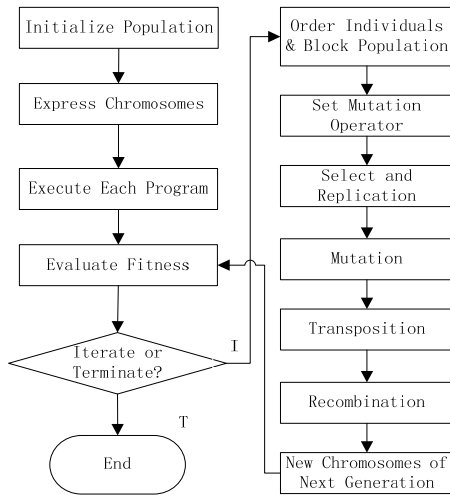 Initialize Population
Express Chromosomes
Execute Each Program
Evaluate Fitness
Iterate or
Terminate?
I
T
End
Order Individuals
& Block Population
Set Mutation
Operator
Select and
Replication
Mutation
Transposition
Recombination
New Chromosomes of
Next Generation